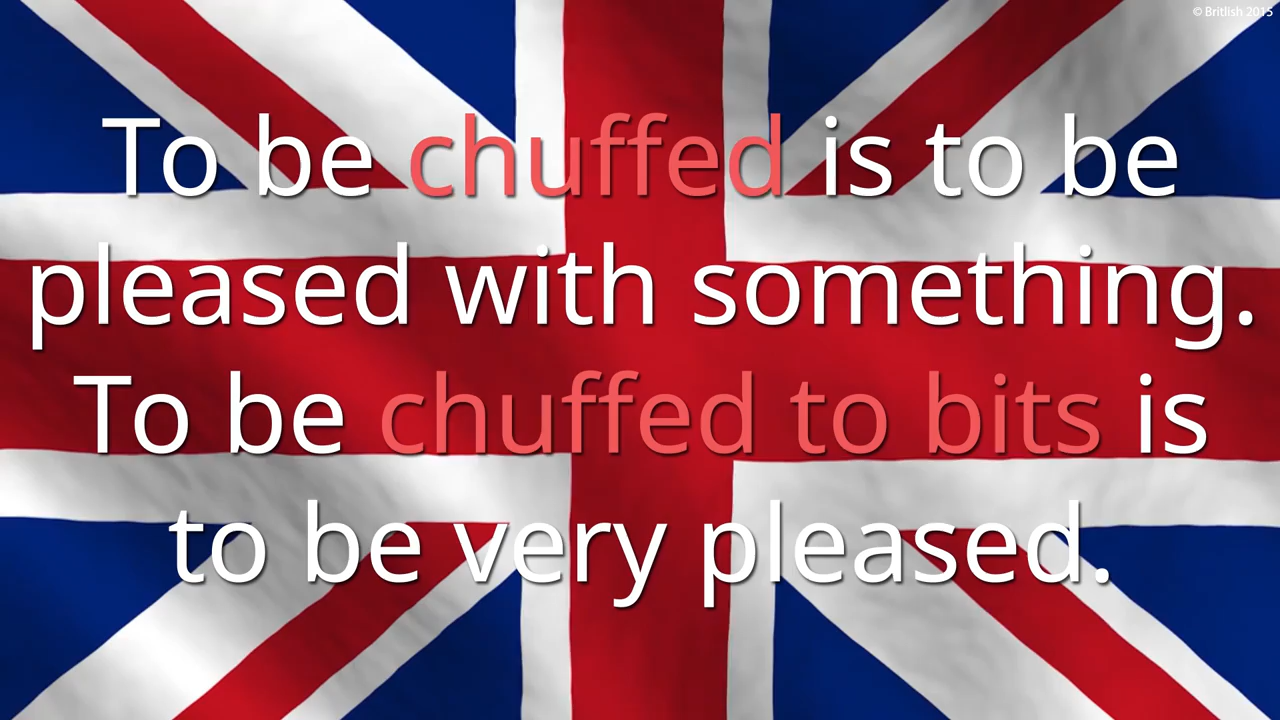 © Britlish 2015
To be chuffed is to be
pleased with something.
To be chuffed to bits is
to be very pleased.